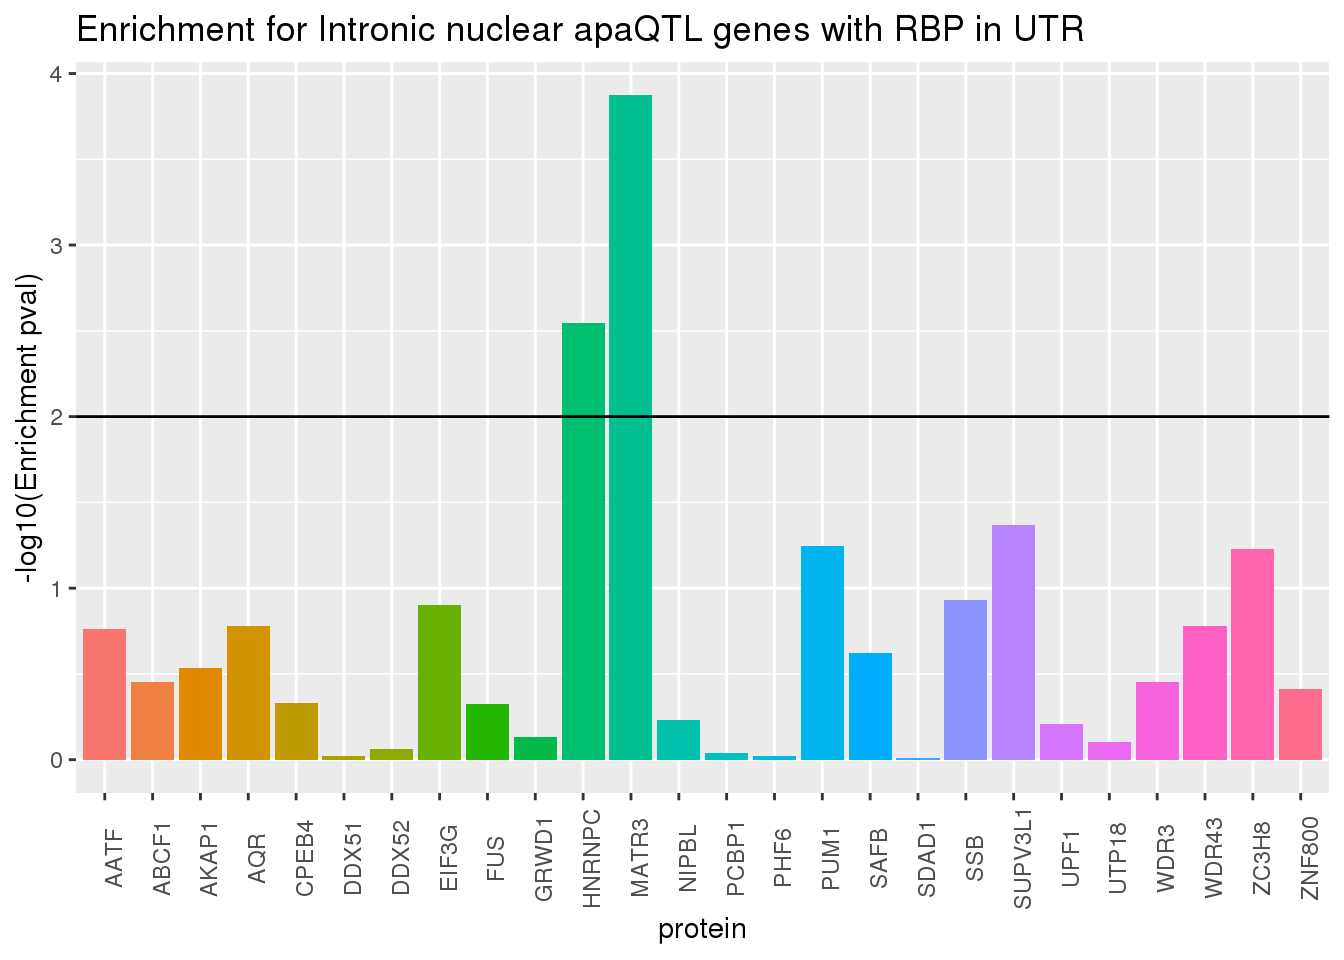 Enrichment for Intronic nuclear apaQTL genes with RBP in UTR
-log10(Enrichment pval)
4
3
2
1
0
AATF
ABCF1
AKAP1
AQR
CPEB4
DDX51
DDX52
EIF3G
FUS
GRWD1
HNRNPC
MATR3
NIPBL
PCBP1
PHF6
PUM1
SAFB
SDAD1
SSB
SUPV3L1
UPF1
UTP18
WDR3
WDR43
ZC3H8
ZNF800
protein